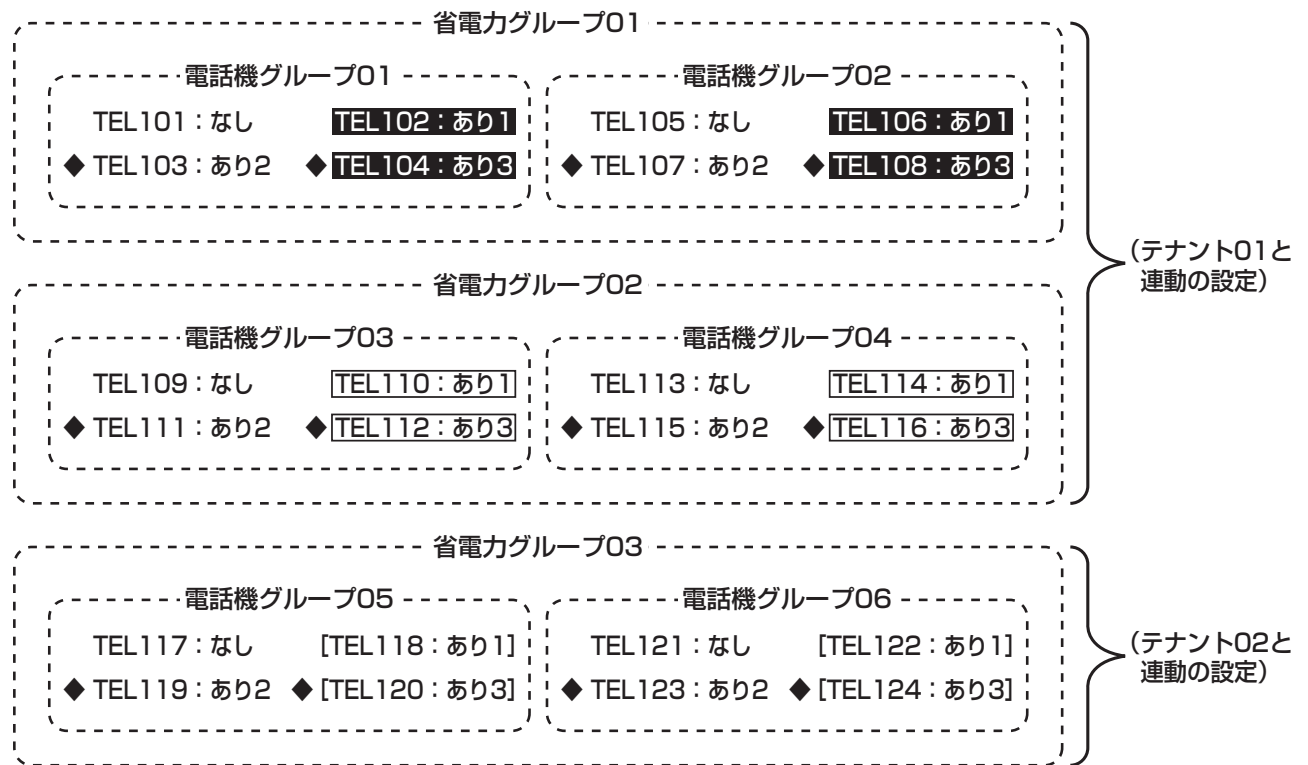 省電力グループ01
電話機グループ01
TEL101：なし TEL102：あり1
◆ TEL103：あり2 ◆ TEL104：あり3
電話機グループ02
TEL105：なし TEL106：あり1
◆ TEL107：あり2 ◆ TEL108：あり3
省電力グループ02
電話機グループ03
TEL109：なし TEL110：あり1
◆ TEL111：あり2 ◆ TEL112：あり3
電話機グループ04
TEL113：なし TEL114：あり1
◆ TEL115：あり2 ◆ TEL116：あり3
（テナント01と
連動の設定）
省電力グループ03
電話機グループ05
TEL117：なし [TEL118：あり1]
◆ TEL119：あり2 ◆ [TEL120：あり3]
電話機グループ06
TEL121：なし [TEL122：あり1]
◆ TEL123：あり2 ◆ [TEL124：あり3]
（テナント02と
連動の設定）